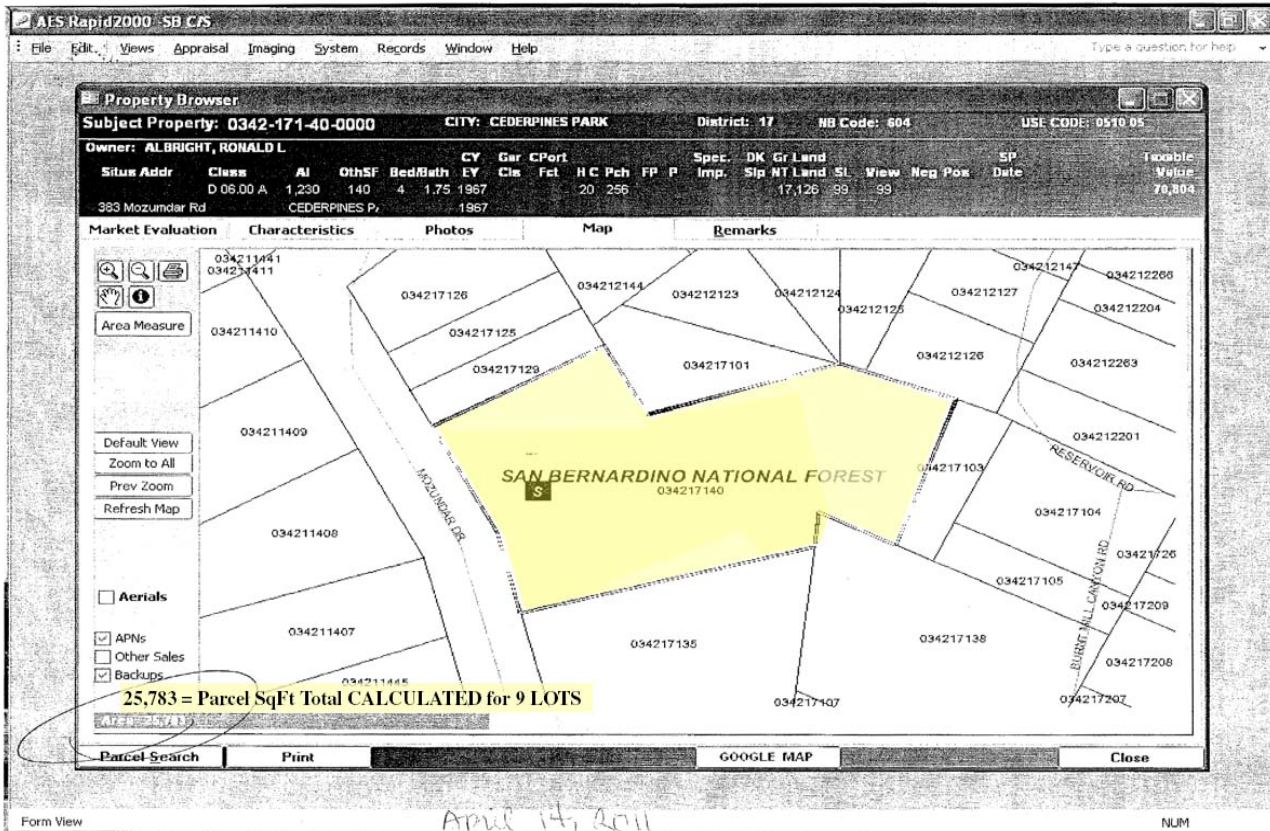 AES Rapid2000 SB C/S
File Edit Views Appraisal Imaging System Records Window Help
Type a question for help
Property Browser
Subject Property: 0342-171-40-0000 CITY: CEDERPINES PARK District: 17 NB Code: 604 USE CODE: 0510 05
Owner: ALBRIGHT, RONALD L
CY Gar CPort Spec. DK Gr Land SP Taxable
Situs Addr Class AI OthSF Bed/Bath EY Cls Fct H C Pch FP P Imp. Slp NT Land SL View Neg Pos Date Value
D 06.00 A 1,230 140 4 1.75 1967 20 256 17,126 99 99 70,804
383 Mozumdar Rd CEDERPINES PA 1967
Market Evaluation Characteristics Photos Map Remarks
Area Measure
Default View
Zoom to All
Prev Zoom
Refresh Map
Aerials
APNs
Other Sales
Backups
034211441
034211411
034217126
034212144
034212123
034212124
034212147
034212266
034212127
034212125
034212204
034211410
034217125
034217129
034217101
034212126
034212263
034211409
034212201
MOZUNDAR DR
SAN BERNARDINO NATIONAL FOREST
S
034217140
034217103
RESERVOIR RD
034217104
034211408
03421726
034217105
034217209
BURNT MILL CANYON RD
034211407
034217135
034217138
034217208
034211445
034217107
034217207
25,783 = Parcel SqFt Total CALCULATED for 9 LOTS
Area: 25,783
Parcel Search Print GOOGLE MAP Close
Form View April 14, 2011 NUM